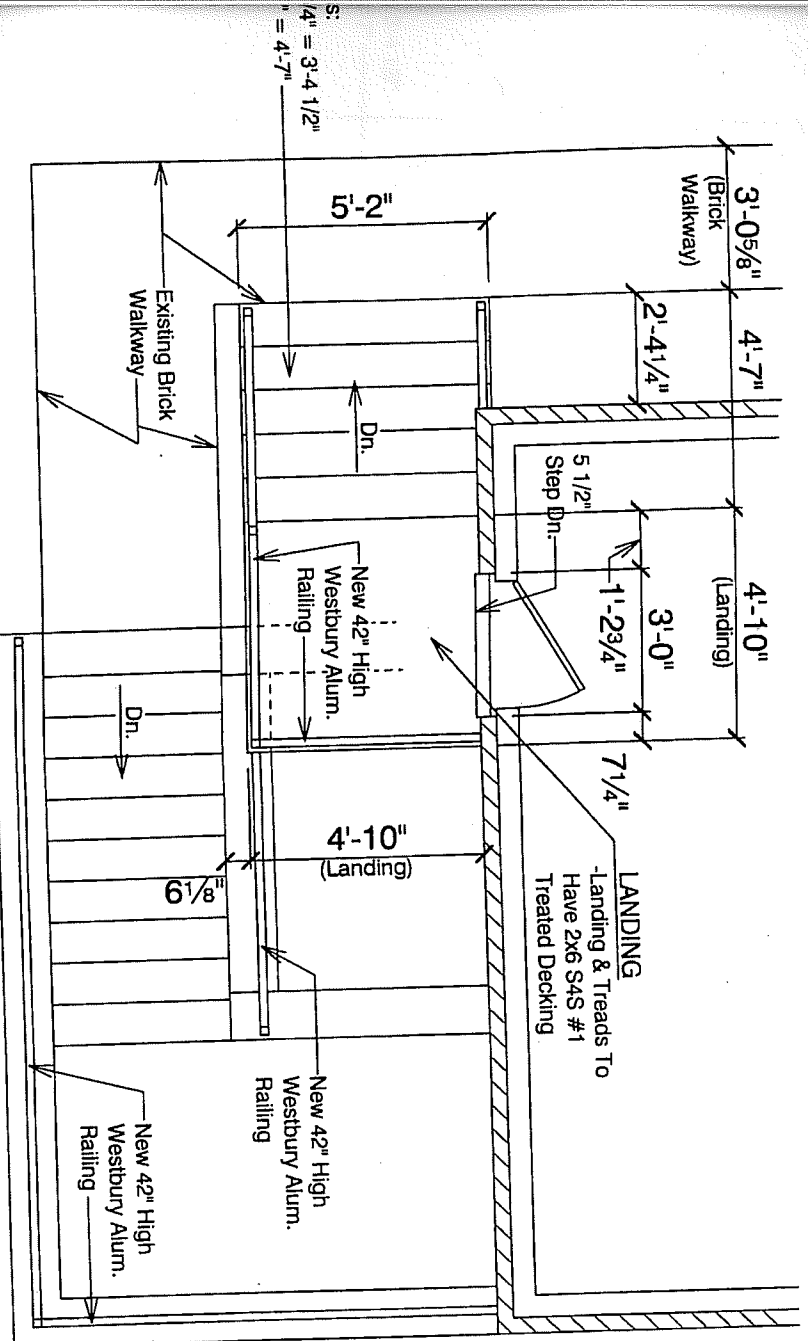 s:
/4" = 3'-4 1/2"
" = 4'-7"
3'-0 5/8"
(Brick
Walkway)
4'-7"
4'-10"
(Landing)
2'-4 1/4"
3'-0"
1'-2 3/4"
7 1/4"
5'-2"
5 1/2"
Step Dn.
LANDING
-Landing & Treads To
Have 2x6 S4S #1
Treated Decking
Dn.
Existing Brick
Walkway
New 42" High
Westbury Alum.
Railing
Dn.
4'-10"
(Landing)
6 1/8"
New 42" High
Westbury Alum.
Railing
New 42" High
Westbury Alum.
Railing